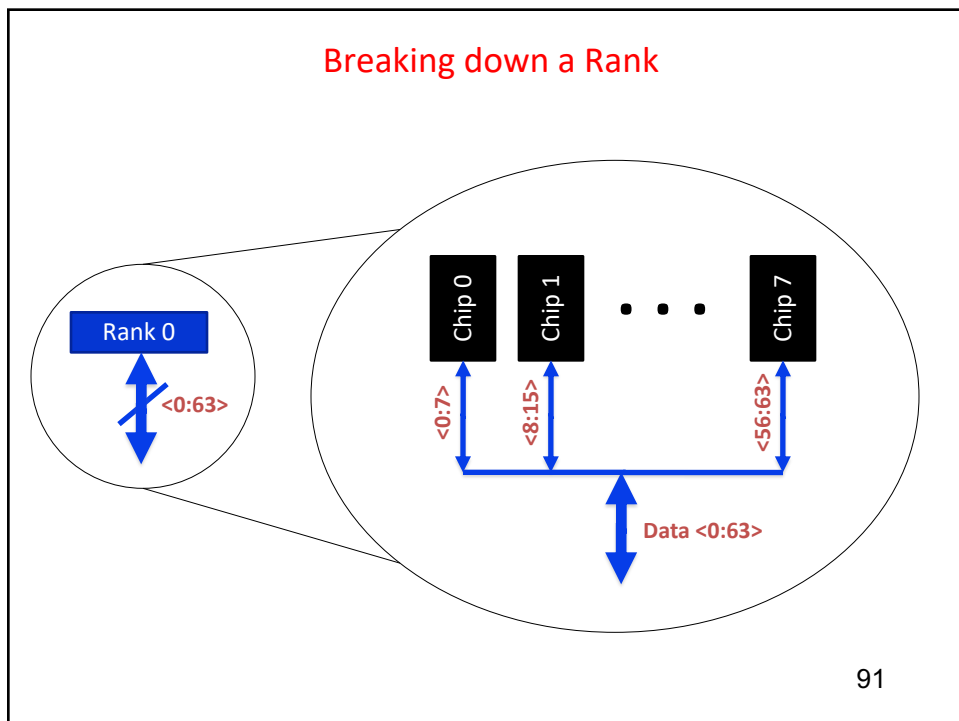 Breaking down a Rank
Rank 0
<0:63>
Chip 0
Chip 1
. . .
Chip 7
<0:7>
<8:15>
<56:63>
Data <0:63>
91